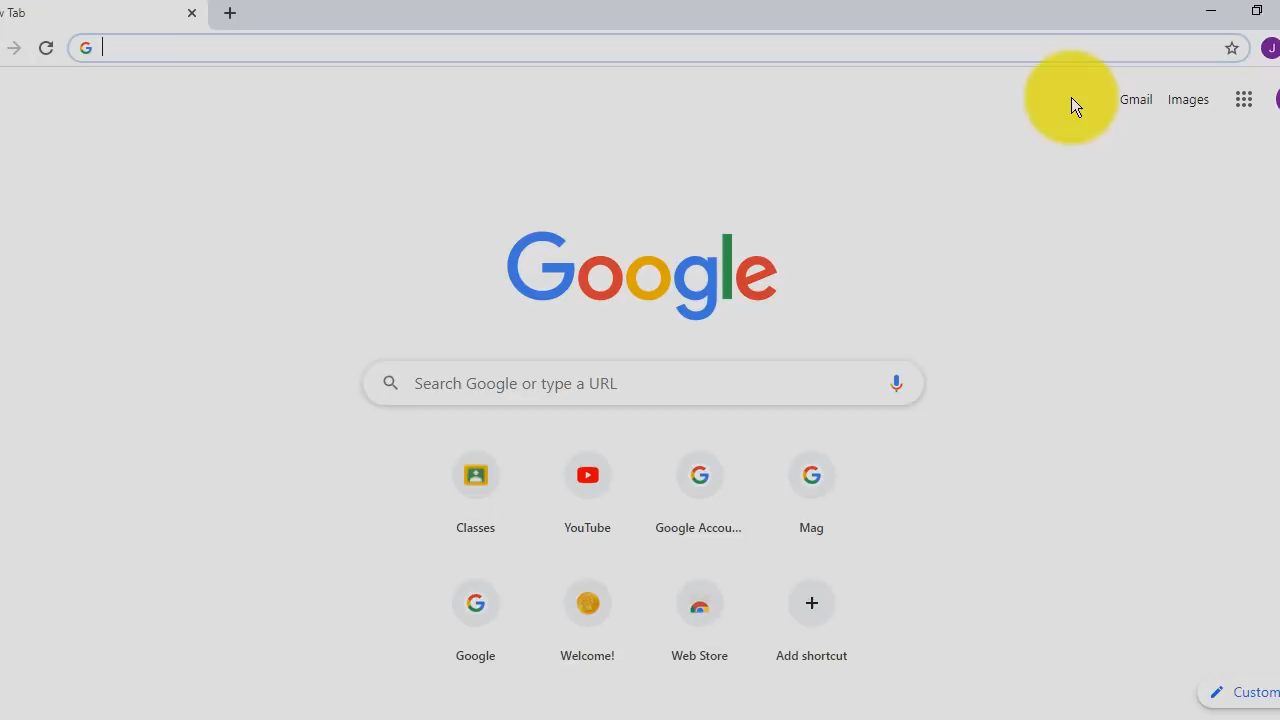 w Tab
J
Gmail Images
Google
Search Google or type a URL
Classes YouTube Google Accou... Mag
Google Welcome! Web Store Add shortcut
Custom